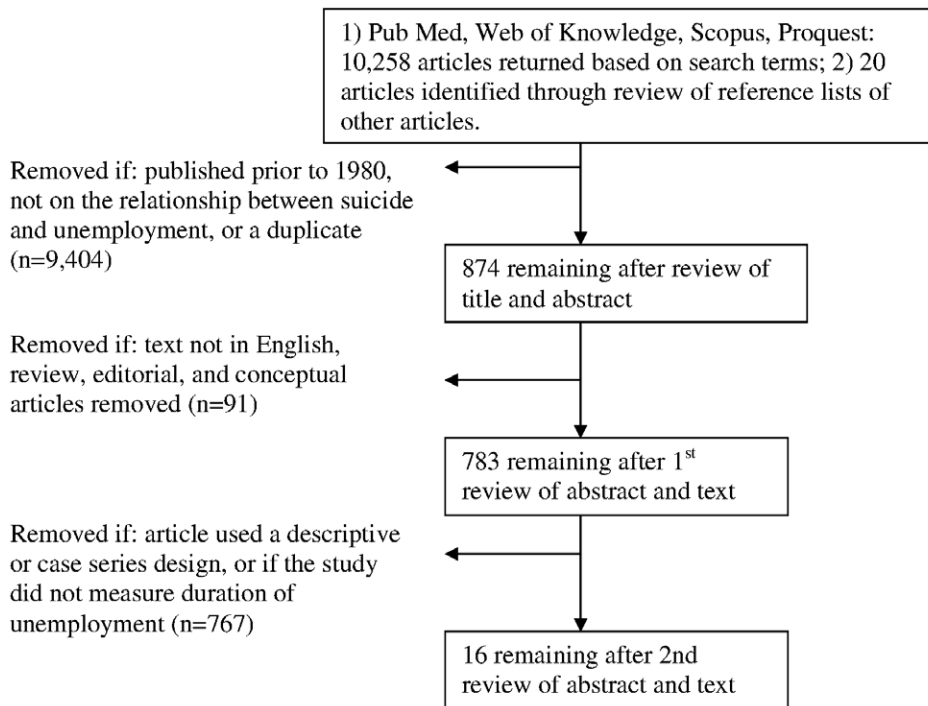 1) Pub Med, Web of Knowledge, Scopus, Proquest:
10,258 articles returned based on search terms; 2) 20
articles identified through review of reference lists of
other articles.
Removed if: published prior to 1980,
not on the relationship between suicide
and unemployment, or a duplicate
(n=9,404)
874 remaining after review of
title and abstract
Removed if: text not in English,
review, editorial, and conceptual
articles removed (n=91)
783 remaining after 1st
review of abstract and text
Removed if: article used a descriptive
or case series design, or if the study
did not measure duration of
unemployment (n=767)
16 remaining after 2nd
review of abstract and text